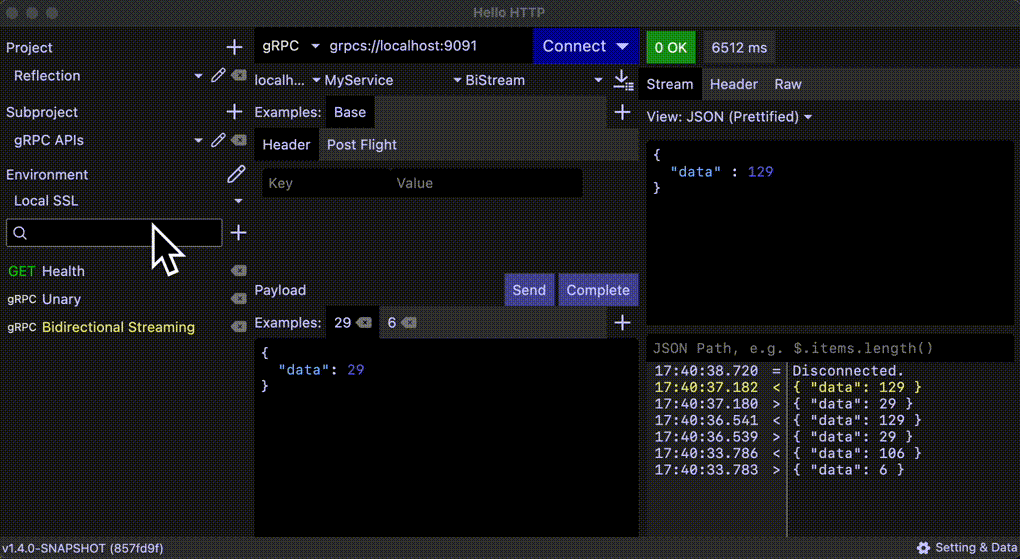 Hello HTTP
Project
Reflection
Subproject
gRPC APIs
Environment
Local SSL
GET Health
gRPC Unary
gRPC Bidirectional Streaming
gRPC grpcs://localhost:9091 Connect
localh... MyService BiStream
Examples: Base
Header Post Flight
Key Value
Payload Send Complete
Examples: 29 6
{
"data": 29
}
0 OK 6512 ms
Stream Header Raw
View: JSON (Prettified)
{
"data" : 129
}
JSON Path, e.g. $.items.length()
17:40:38.720 = Disconnected.
17:40:37.182 < { "data": 129 }
17:40:37.180 > { "data": 29 }
17:40:36.541 < { "data": 129 }
17:40:36.539 > { "data": 29 }
17:40:33.786 < { "data": 106 }
17:40:33.783 > { "data": 6 }
v1.4.0-SNAPSHOT (857fd9f) Setting & Data